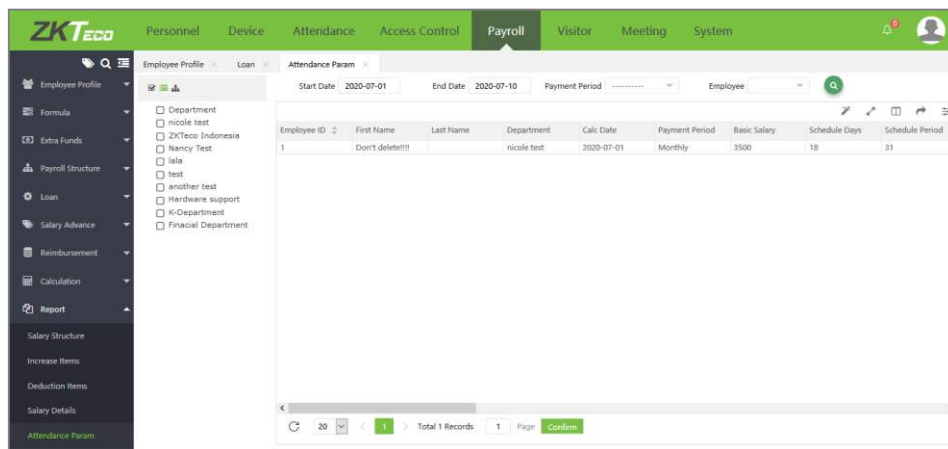 ZKTeco Personnel Device Attendance Access Control Payroll Visitor Meeting System 0
Employee Profile Loan Attendance Param
Start Date 2020-07-01 End Date 2020-07-10 Payment Period ---------- Employee ----------
Employee Profile
Formula
Extra Funds
Payroll Structure
Loan
Salary Advance
Reimbursement
Calculation
Report
Salary Structure
Increase Items
Deduction Items
Salary Details
Attendance Param
Department
nicole test
ZKTeco Indonesia
Nancy Test
lala
test
another test
Hardware support
K-Department
Finacial Department
Employee ID First Name Last Name Department Calc Date Payment Period Basic Salary Schedule Days Schedule Period
1 Don't delete!!!! nicole test 2020-07-01 Monthly 3500 18 31
20 1 Total 1 Records 1 Page Confirm